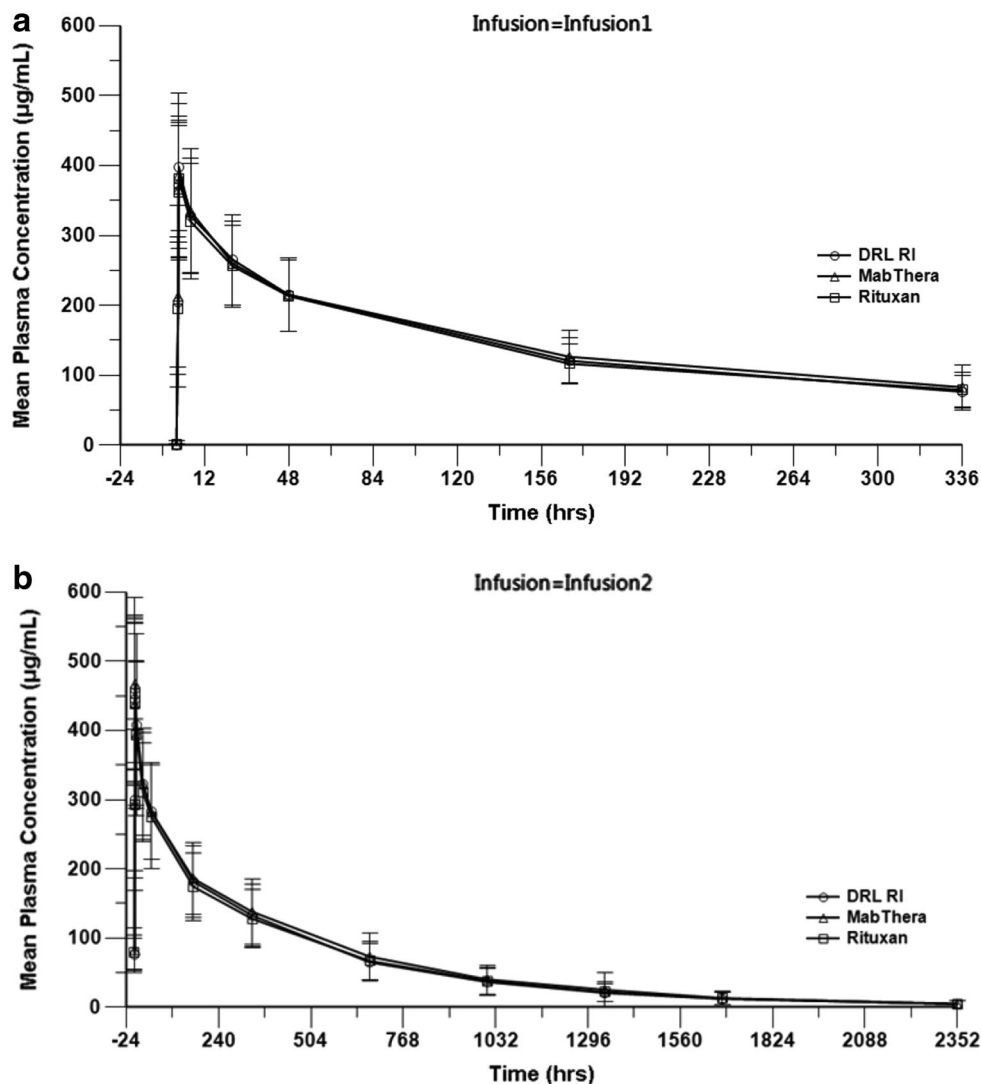 a
Infusion=Infusion1
Mean Plasma Concentration (µg/mL)
600
500
400
300
200
100
0
DRL RI
MabThera
Rituxan
-24 12 48 84 120 156 192 228 264 300 336
Time (hrs)
b
Infusion=Infusion2
Mean Plasma Concentration (µg/mL)
600
500
400
300
200
100
0
DRL RI
MabThera
Rituxan
-24 240 504 768 1032 1296 1560 1824 2088 2352
Time (hrs)